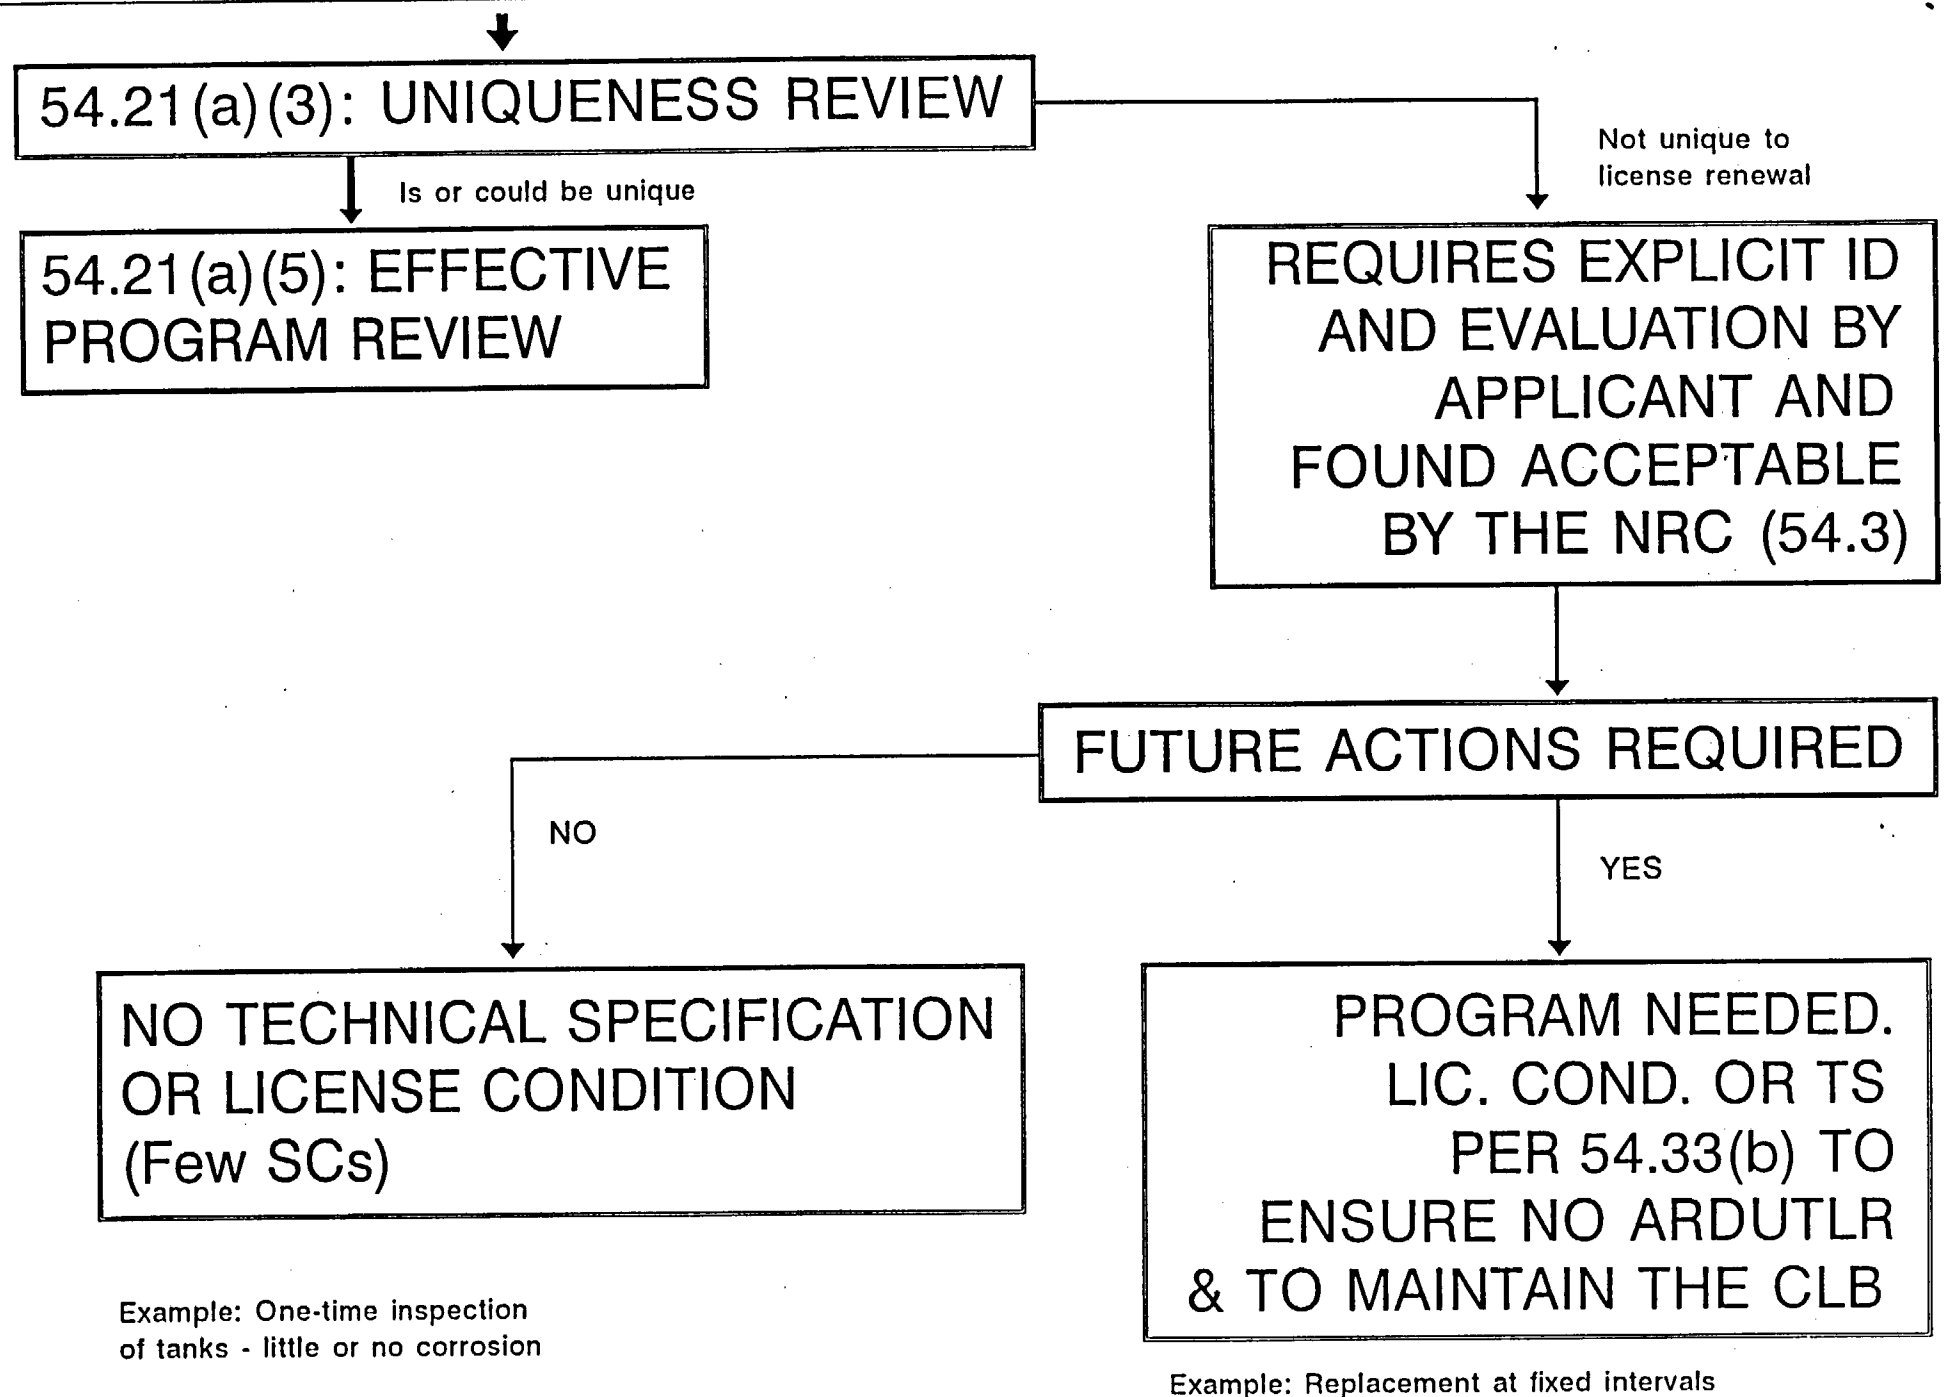 54.21(a)(3): UNIQUENESS REVIEW
Not unique to
license renewal
Is or could be unique
54.21(a)(5): EFFECTIVE
PROGRAM REVIEW
REQUIRES EXPLICIT ID
AND EVALUATION BY
APPLICANT AND
FOUND ACCEPTABLE
BY THE NRC (54.3)
FUTURE ACTIONS REQUIRED
NO
YES
NO TECHNICAL SPECIFICATION
OR LICENSE CONDITION
(Few SCs)
Example: One-time inspection
of tanks - little or no corrosion
PROGRAM NEEDED.
LIC. COND. OR TS
PER 54.33(b) TO
ENSURE NO ARDUTLR
& TO MAINTAIN THE CLB
Example: Replacement at fixed intervals